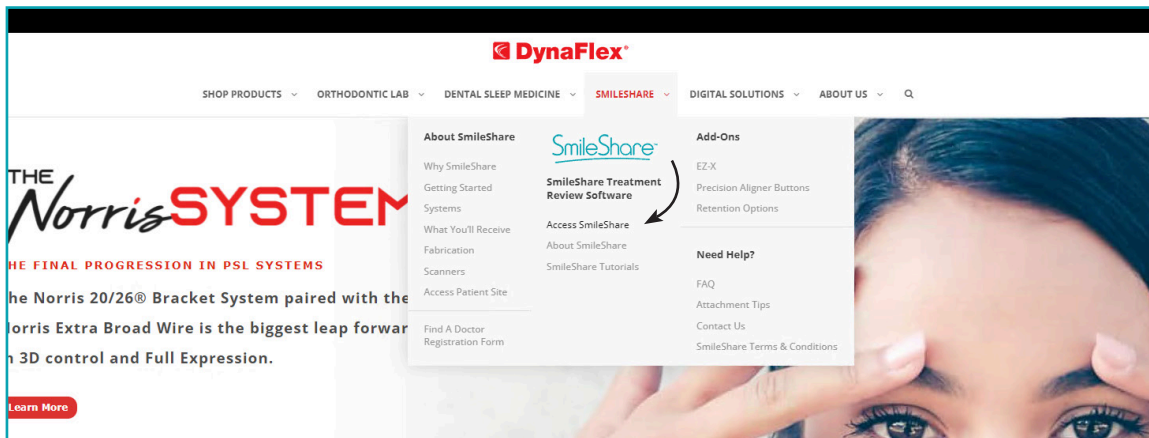 DynaFlex®
SHOP PRODUCTS
ORTHODONTIC LAB
DENTAL SLEEP MEDICINE
SMILESHARE
DIGITAL SOLUTIONS
ABOUT US
About SmileShare
Why SmileShare
Getting Started
Systems
What You'll Receive
Fabrication
Scanners
Access Patient Site
Find A Doctor
Registration Form
SmileShare™
SmileShare Treatment
Review Software
Access SmileShare
About SmileShare
SmileShare Tutorials
Add-Ons
EZ-X
Precision Aligner Buttons
Retention Options
Need Help?
FAQ
Attachment Tips
Contact Us
SmileShare Terms & Conditions
THE
Norris SYSTEM
HE FINAL PROGRESSION IN PSL SYSTEMS
he Norris 20/26® Bracket System paired with the
orris Extra Broad Wire is the biggest leap forwar
n 3D control and Full Expression.
Learn More